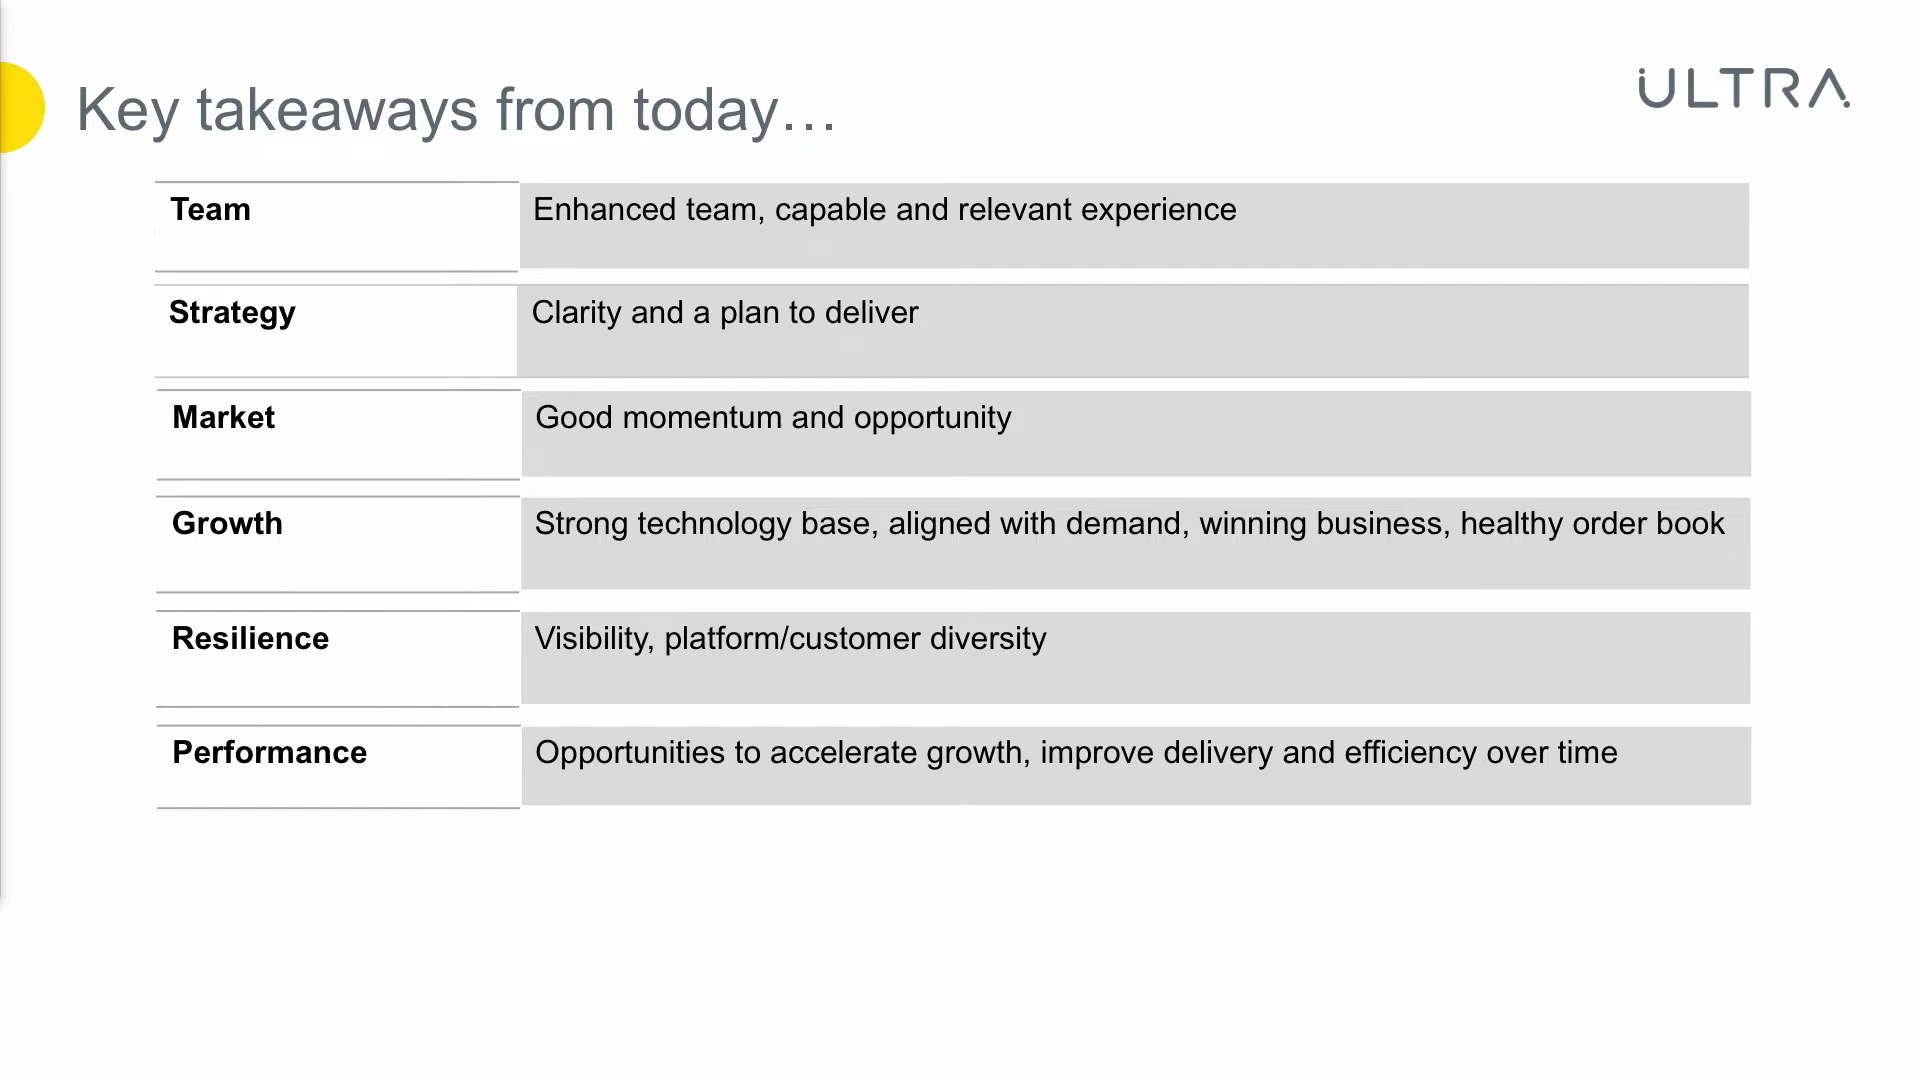 Key takeaways from today…
ULTRA
Team
Enhanced team, capable and relevant experience
Strategy
Clarity and a plan to deliver
Market
Good momentum and opportunity
Growth
Strong technology base, aligned with demand, winning business, healthy order book
Resilience
Visibility, platform/customer diversity
Performance
Opportunities to accelerate growth, improve delivery and efficiency over time